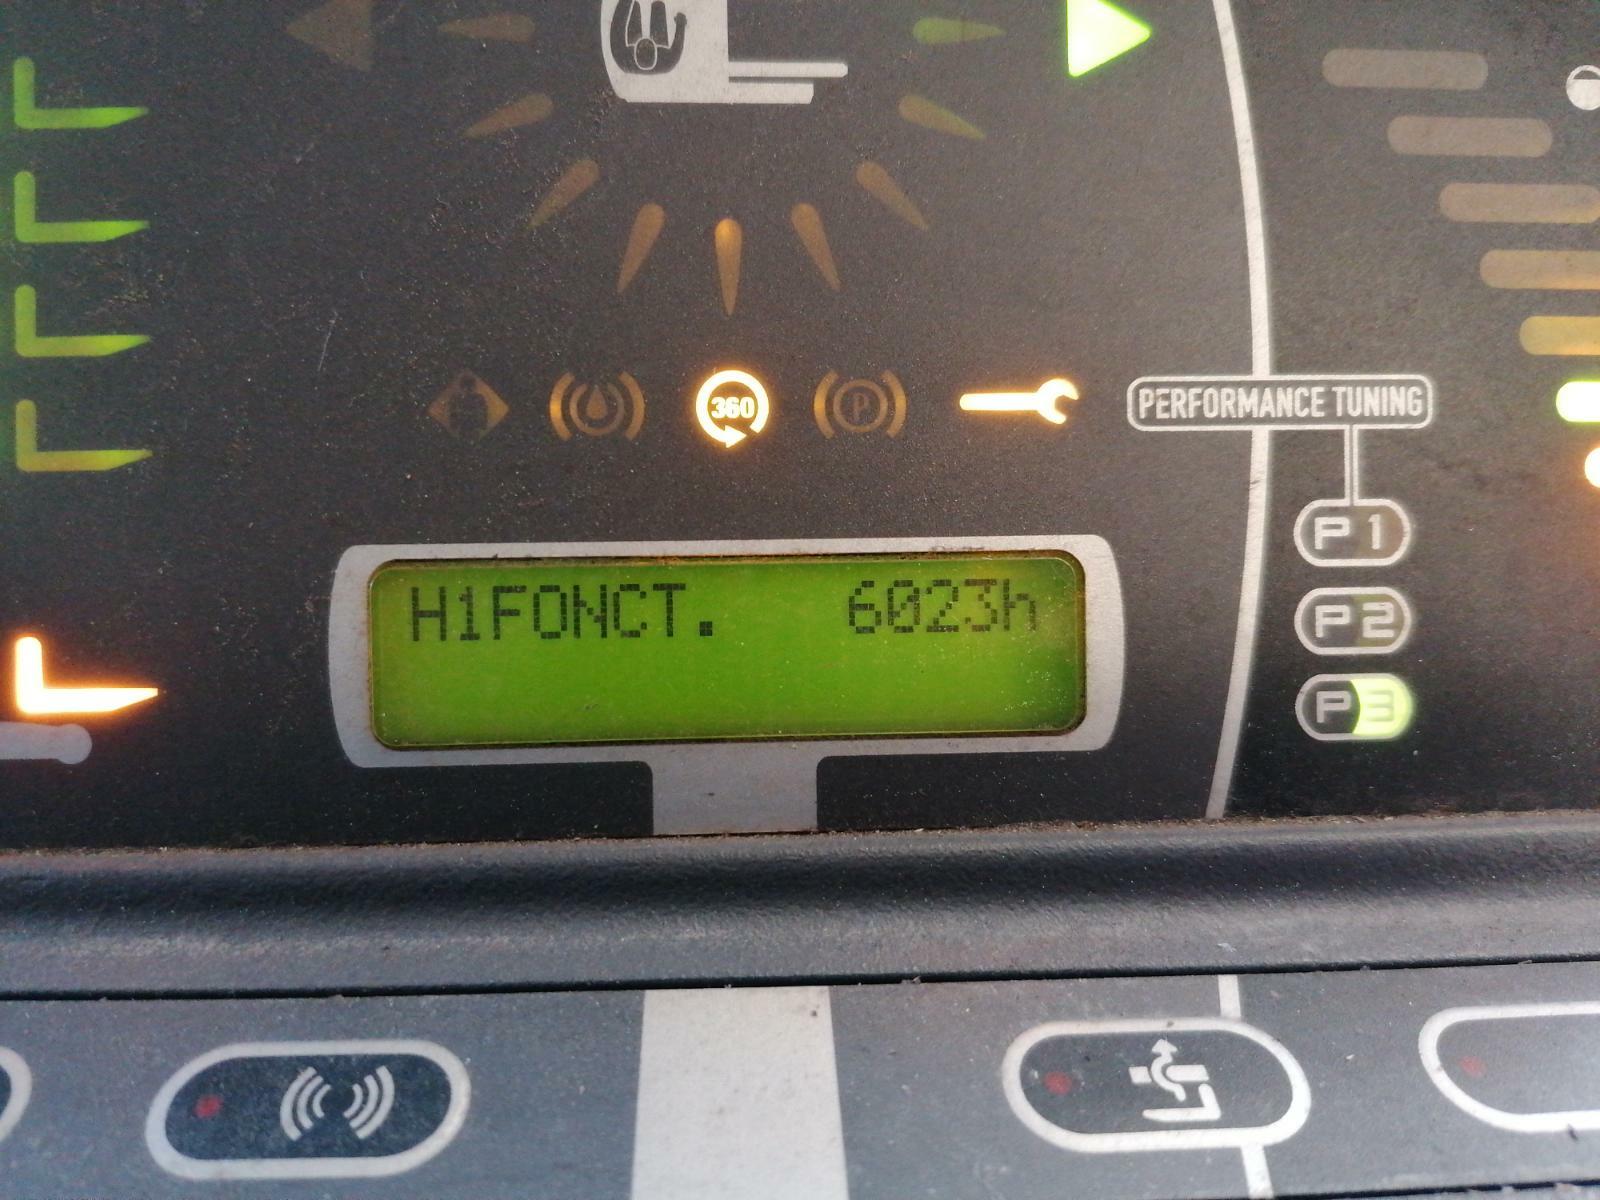 360
P
PERFORMANCE TUNING
P1
P2
P3
H1FONCT. 6023h